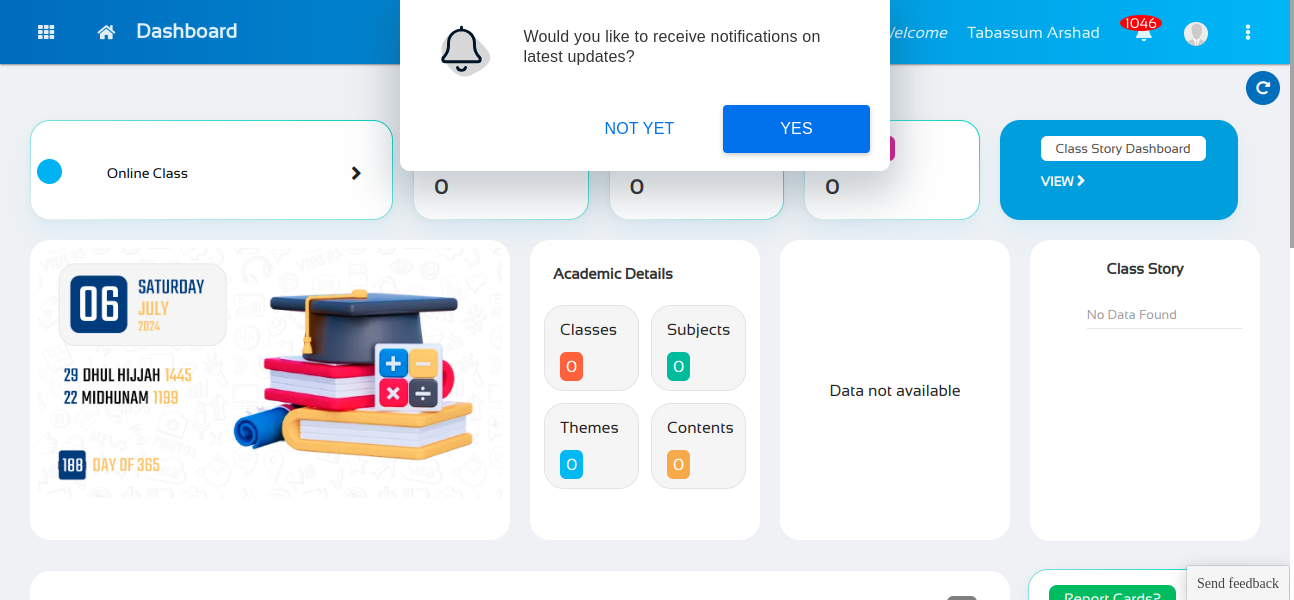 Dashboard
Would you like to receive notifications on
latest updates?
NOT YET
YES
Tabassum Arshad
1046
Online Class
0
0
0
Class Story Dashboard
VIEW
06
SATURDAY
JULY
2024
29 DHUL HIJJAH 1445
22 MIDHUNAM 1199
188 DAY OF 365
Academic Details
Classes
0
Subjects
0
Themes
0
Contents
0
Data not available
Class Story
No Data Found
Report Cards?
Send feedback